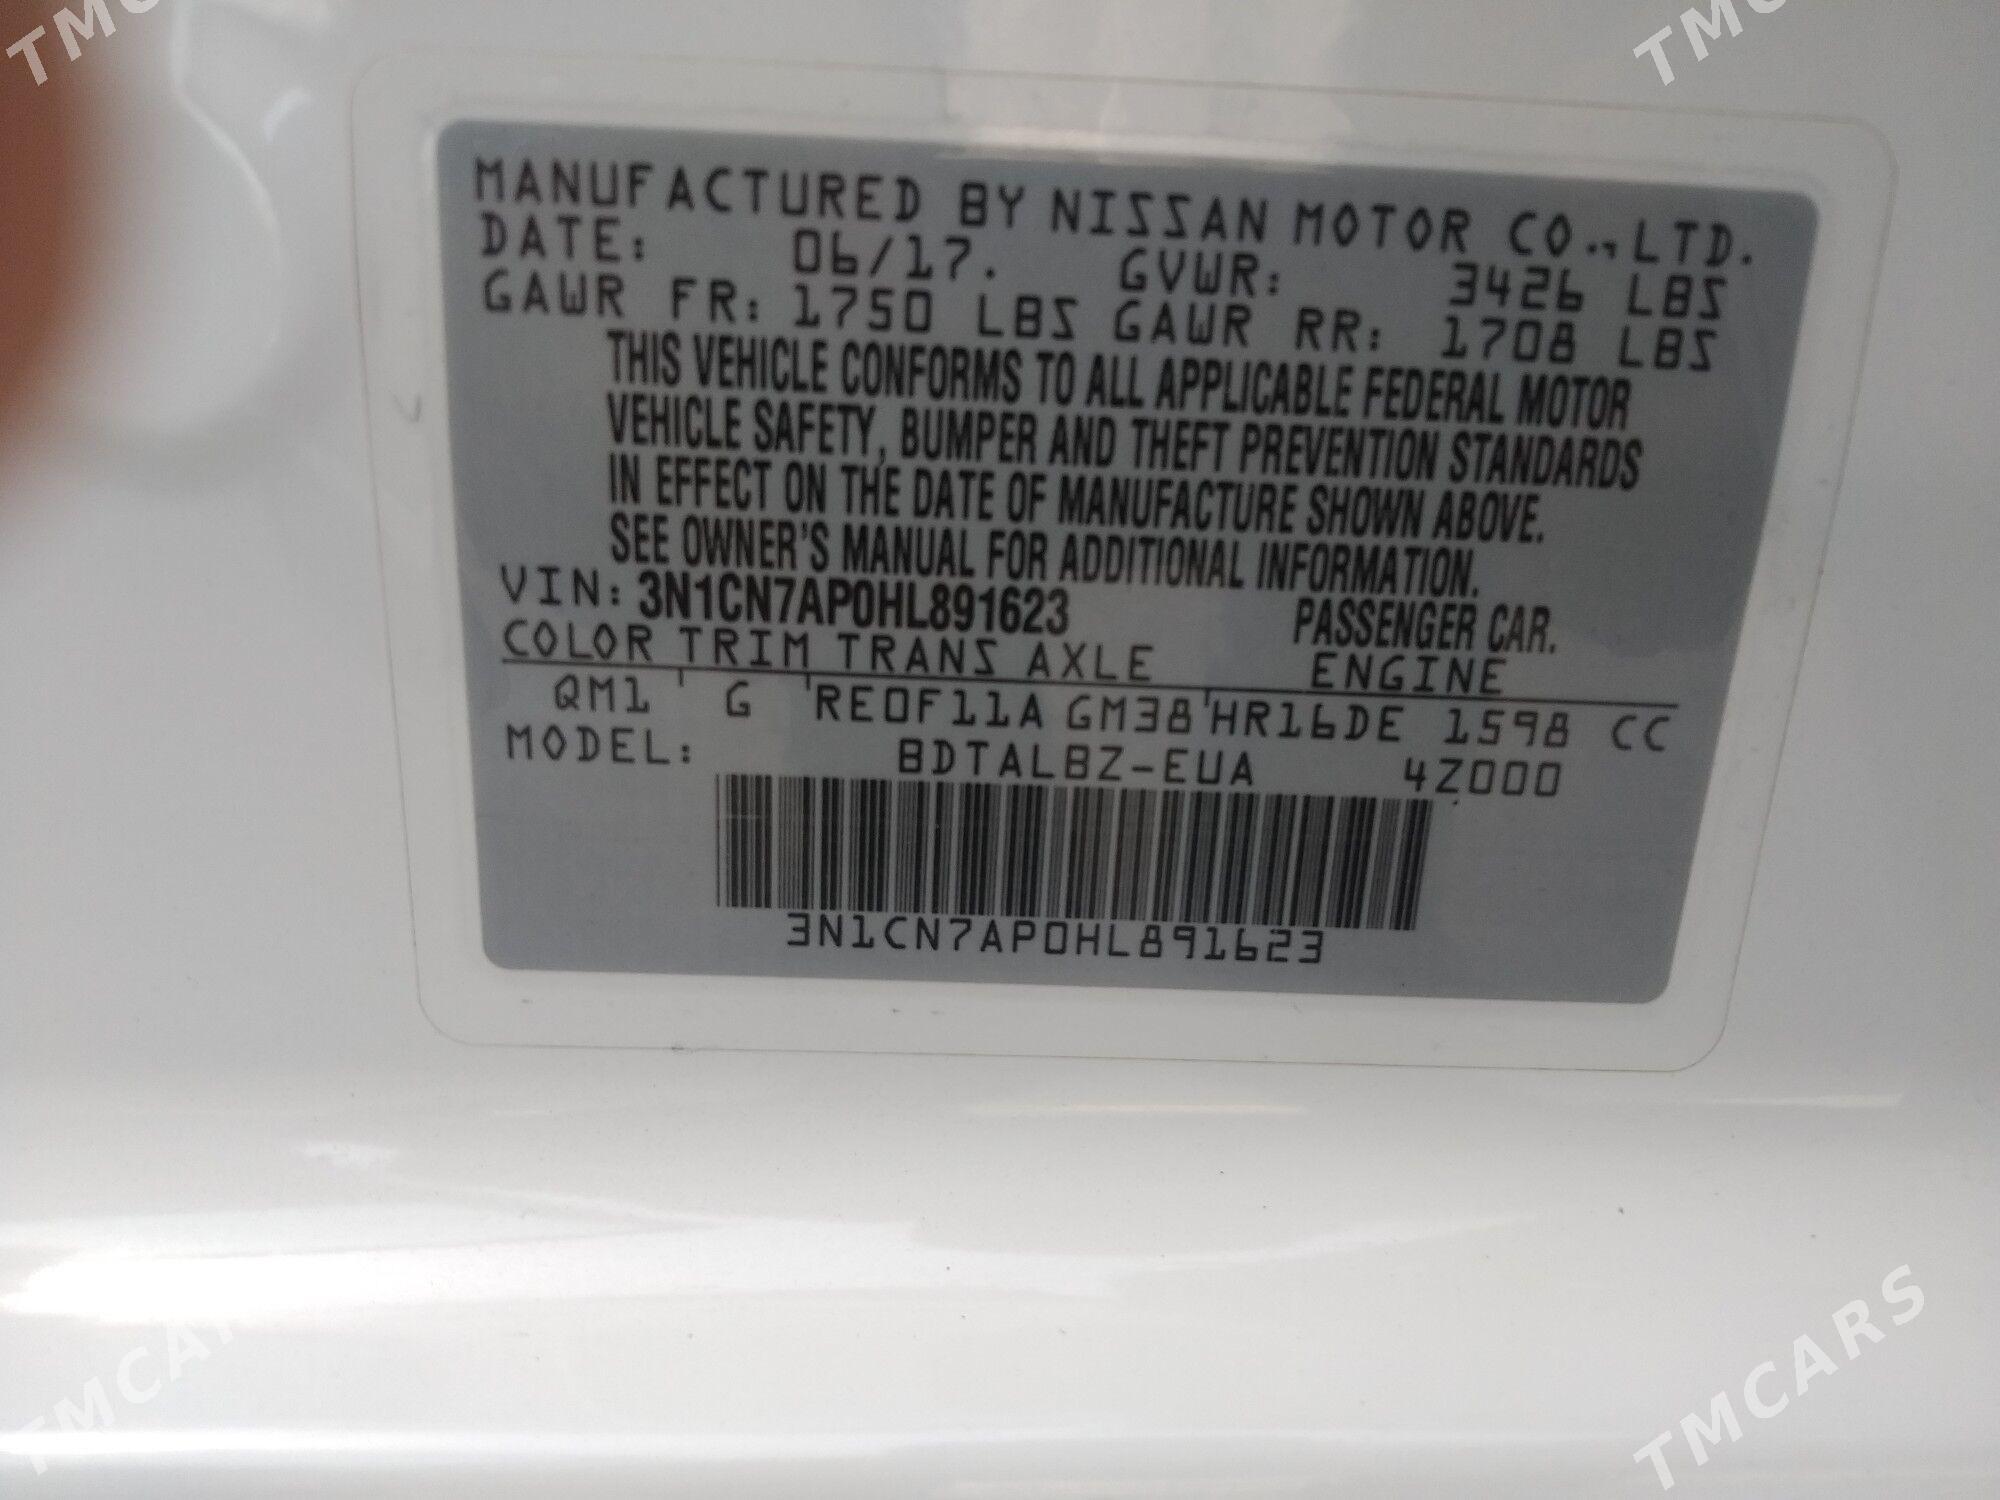 MANUFACTURED BY NISSAN MOTOR CO., LTD.
DATE: 06/17. GVWR: 3426 LBS
GAWR FR: 1750 LBS GAWR RR: 1708 LBS
THIS VEHICLE CONFORMS TO ALL APPLICABLE FEDERAL MOTOR
VEHICLE SAFETY, BUMPER AND THEFT PREVENTION STANDARDS
IN EFFECT ON THE DATE OF MANUFACTURE SHOWN ABOVE.
SEE OWNER'S MANUAL FOR ADDITIONAL INFORMATION.
VIN: 3N1CN7AP0HL891623 PASSENGER CAR.
COLOR TRIM TRANS AXLE ENGINE
QM1 G RE0F11A GM38 HR16DE 1598 CC
MODEL: BDTALBZ-EUA 4Z000
3N1CN7AP0HL891623
TMCARS
TMCARS